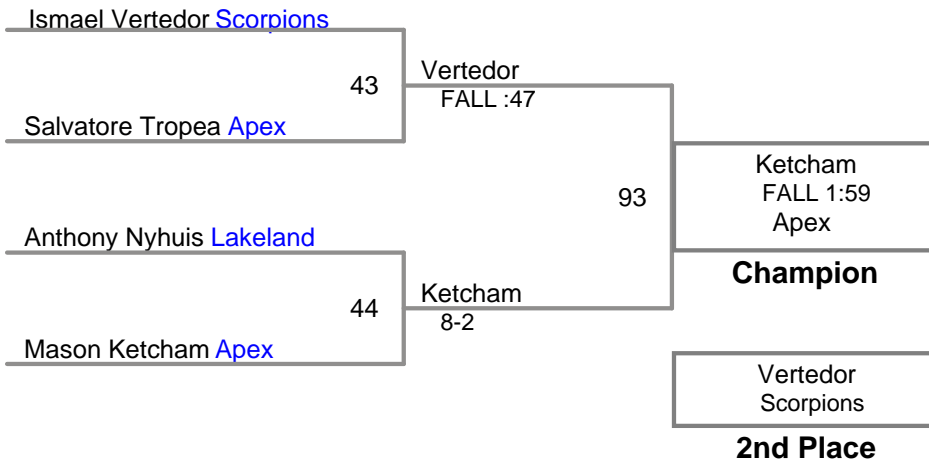 Ismael Vertedor Scorpions
43
Vertedor
FALL :47
Salvatore Tropea Apex
93
Ketcham
FALL 1:59
Apex
Champion
Anthony Nyhuis Lakeland
44
Ketcham
8-2
Mason Ketcham Apex
Vertedor
Scorpions
2nd Place